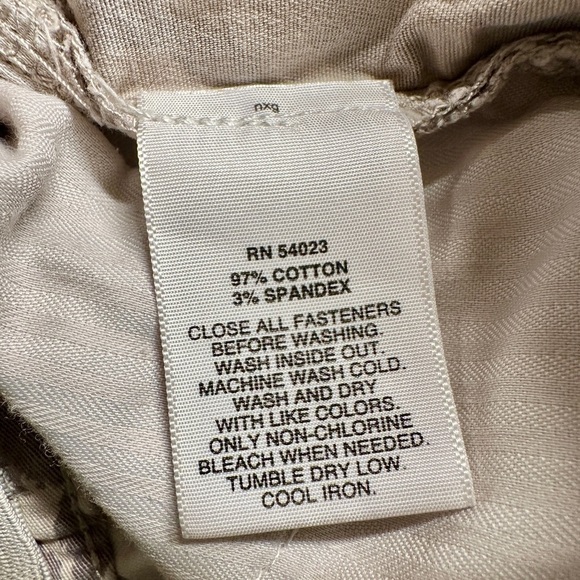 nxg
RN 54023
97% COTTON
3% SPANDEX
CLOSE ALL FASTENERS
BEFORE WASHING.
WASH INSIDE OUT.
MACHINE WASH COLD.
WASH AND DRY
WITH LIKE COLORS.
ONLY NON-CHLORINE
BLEACH WHEN NEEDED.
TUMBLE DRY LOW.
COOL IRON.